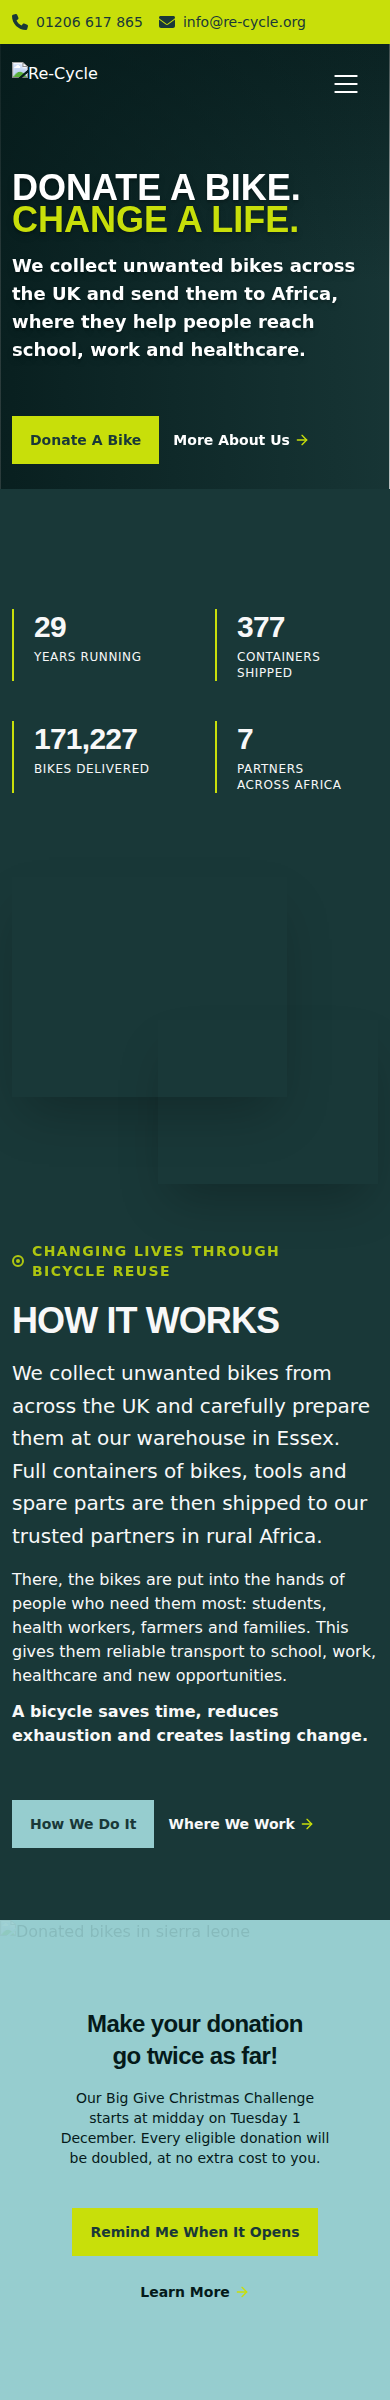 01206 617 865 info@re-cycle.org
Re-Cycle
DONATE A BIKE.
CHANGE A LIFE.
We collect unwanted bikes across
the UK and send them to Africa,
where they help people reach
school, work and healthcare.
Donate A Bike
More About Us
29
YEARS RUNNING
377
CONTAINERS
SHIPPED
171,227
BIKES DELIVERED
7
PARTNERS
ACROSS AFRICA
CHANGING LIVES THROUGH
BICYCLE REUSE
HOW IT WORKS
We collect unwanted bikes from
across the UK and carefully prepare
them at our warehouse in Essex.
Full containers of bikes, tools and
spare parts are then shipped to our
trusted partners in rural Africa.
There, the bikes are put into the hands of
people who need them most: students,
health workers, farmers and families. This
gives them reliable transport to school, work,
healthcare and new opportunities.
A bicycle saves time, reduces
exhaustion and creates lasting change.
How We Do It
Where We Work
Donated bikes in sierra leone
Make your donation
go twice as far!
Our Big Give Christmas Challenge
starts at midday on Tuesday 1
December. Every eligible donation will
be doubled, at no extra cost to you.
Remind Me When It Opens
Learn More